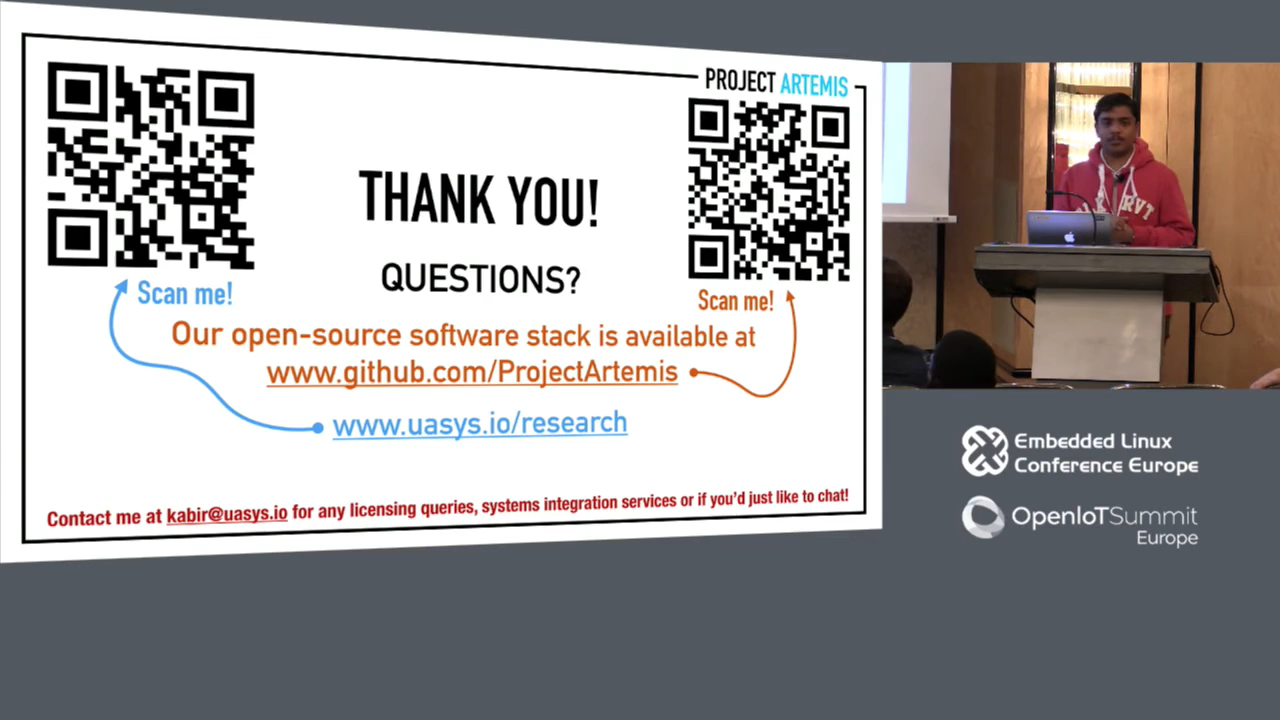 PROJECT ARTEMIS
THANK YOU!
QUESTIONS?
Scan me!
Scan me!
Our open-source software stack is available at
www.github.com/ProjectArtemis
www.uasys.io/research
Contact me at kabir@uasys.io for any licensing queries, systems integration services or if you'd just like to chat!
Embedded Linux
Conference Europe
OpenIoTSummit
Europe